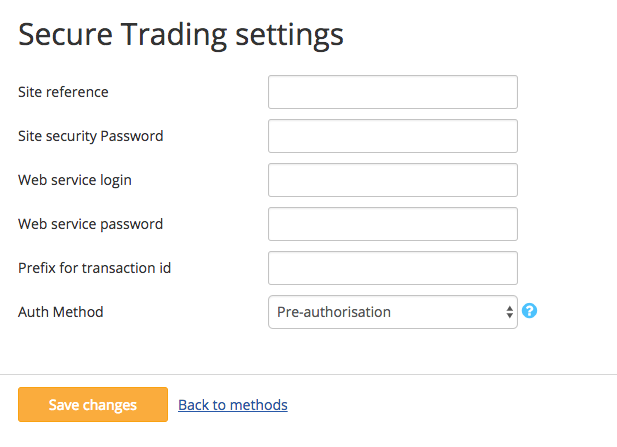 Secure Trading settings
Site reference
Site security Password
Web service login
Web service password
Prefix for transaction id
Auth Method Pre-authorisation ?
Save changes Back to methods